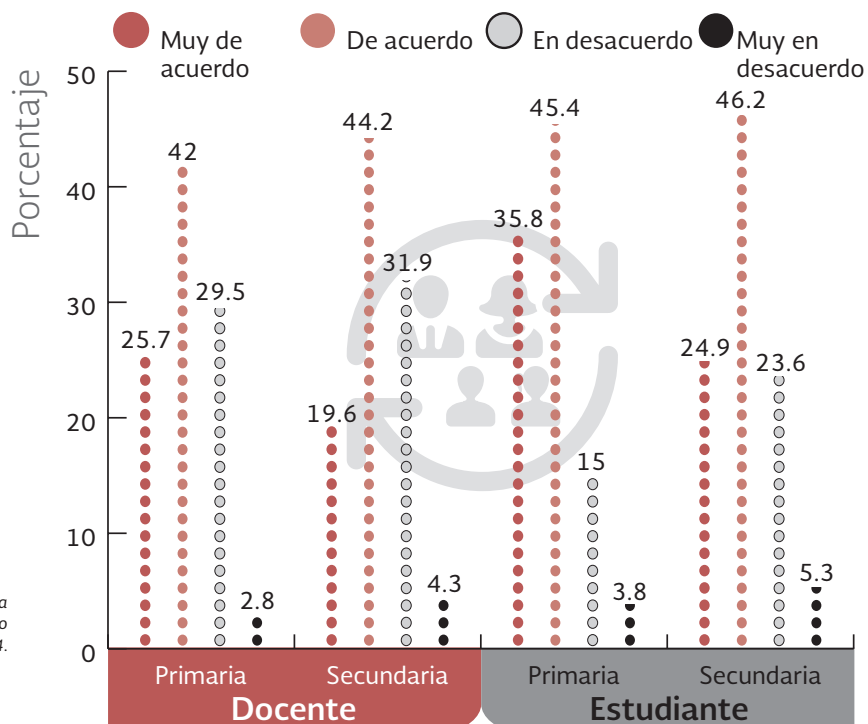 Muy de acuerdo
De acuerdo
En desacuerdo
Muy en desacuerdo
Porcentaje
50
40
30
20
10
0
25.7
42
29.5
2.8
19.6
44.2
31.9
4.3
35.8
45.4
15
3.8
24.9
46.2
23.6
5.3
a
o
4.
Primaria
Secundaria
Primaria
Secundaria
Docente
Estudiante